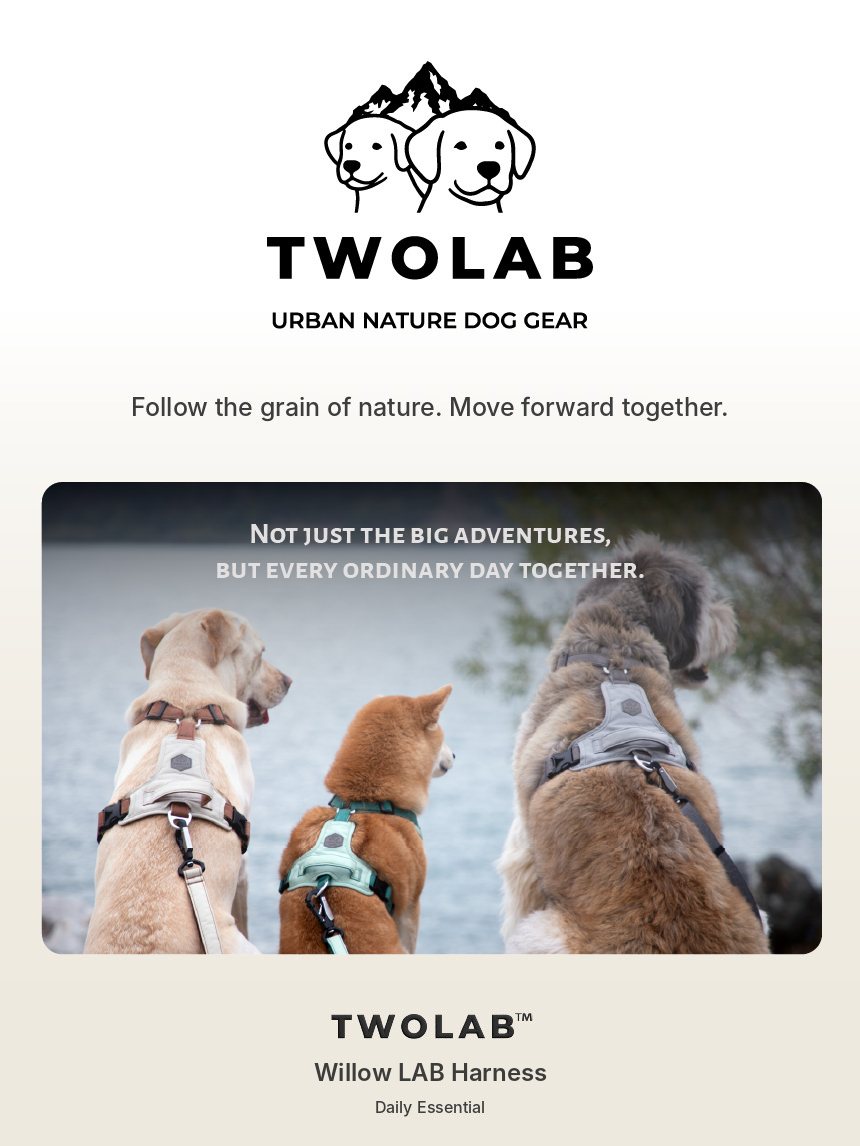 TWOLAB
URBAN NATURE DOG GEAR
Follow the grain of nature. Move forward together.
NOT JUST THE BIG ADVENTURES,
BUT EVERY ORDINARY DAY TOGETHER.
TWOLAB™
Willow LAB Harness
Daily Essential